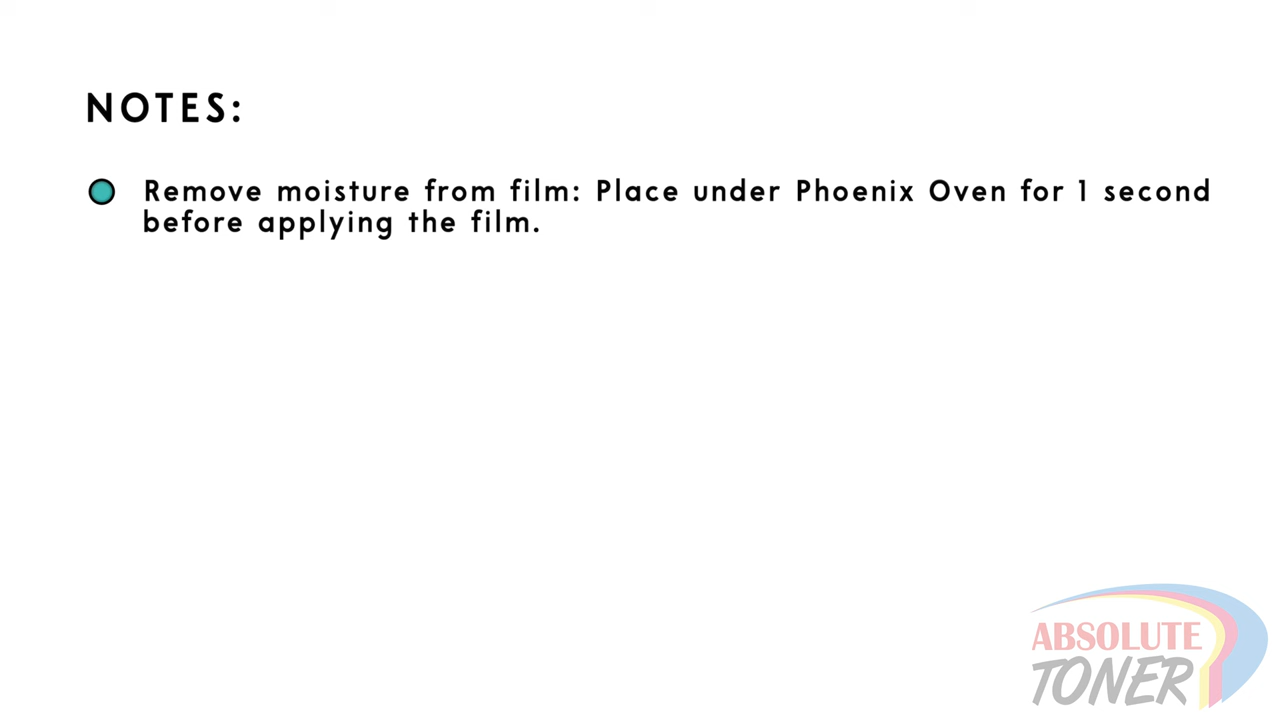 NOTES:
Remove moisture from film: Place under Phoenix Oven for 1 second
before applying the film.
ABSOLUTE
TONER